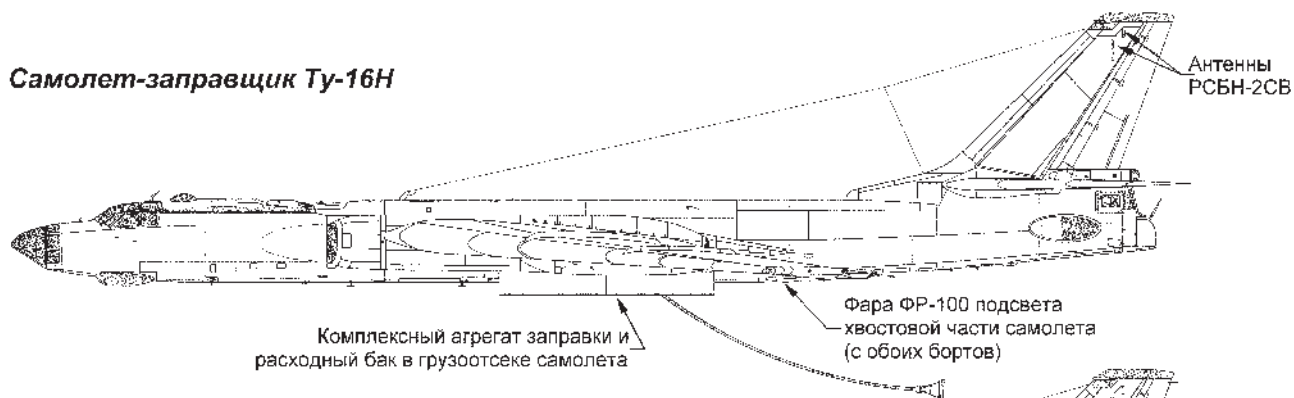 Самолет-заправщик Ту-16Н
Антенны
РСБН-2СВ
Фара ФР-100 подсвета
хвостовой части самолета
(с обоих бортов)
Комплексный агрегат заправки и
расходный бак в грузоотсеке самолета